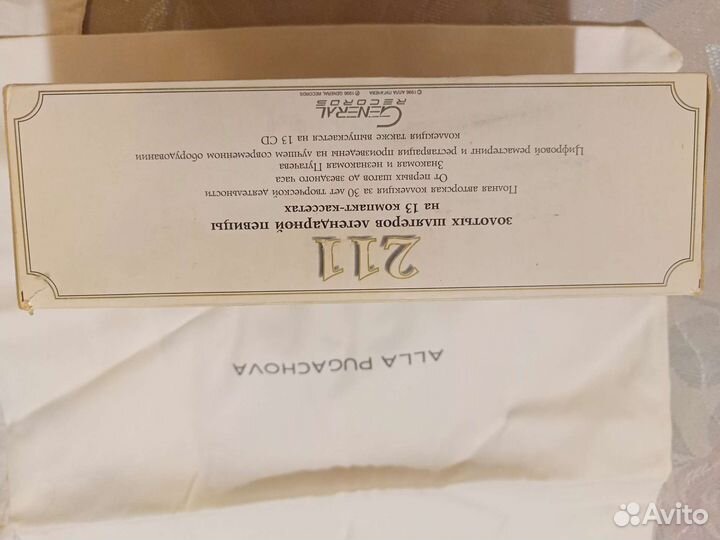 211
ЗОЛОТЫХ ШЛЯГЕРОВ ЛЕГЕНДАРНОЙ ПЕВИЦЫ
НА 13 КОМПАКТ-КАССЕТАХ
Полная авторская коллекция за 30 лет творческой деятельности
От первых шагов до звездного часа
Знакомая и незнакомая Пугачева
Цифровой ремастеринг и реставрация произведены на лучшем современном оборудовании
коллекция также выпускается на 13 CD
GENERAL
RECORDS
© 1996 АЛЛА ПУГАЧЕВА ℗ 1996 GENERAL RECORDS
ALLA PUGACHOVA
Avito